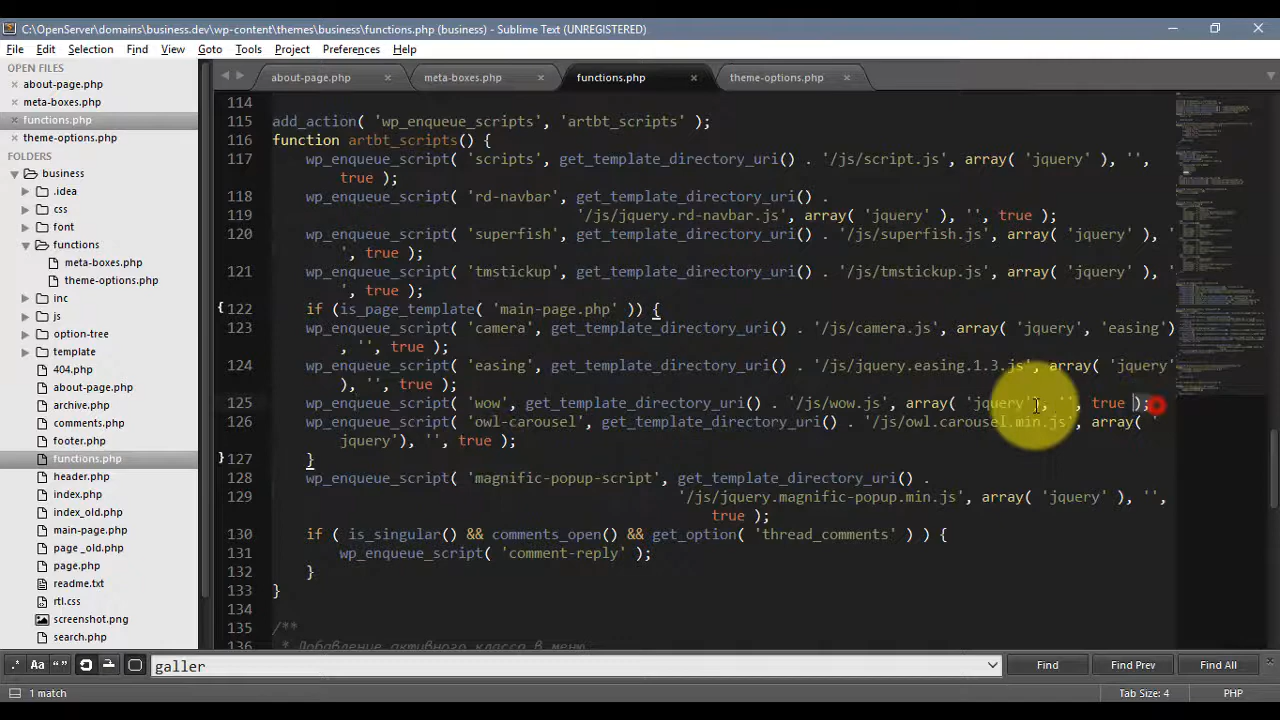 C:\OpenServer\domains\business.dev\wp-content\themes\business\functions.php (business) - Sublime Text (UNREGISTERED)
File Edit Selection Find View Goto Tools Project Preferences Help
OPEN FILES
about-page.php
meta-boxes.php
functions.php
theme-options.php
FOLDERS
business
.idea
css
font
functions
meta-boxes.php
theme-options.php
inc
js
option-tree
template
404.php
about-page.php
archive.php
comments.php
footer.php
functions.php
header.php
index.php
index_old.php
main-page.php
page _old.php
page.php
readme.txt
rtl.css
screenshot.png
search.php
about-page.php meta-boxes.php functions.php theme-options.php
114
115 add_action( 'wp_enqueue_scripts', 'artbt_scripts' );
116 function artbt_scripts() {
117 wp_enqueue_script( 'scripts', get_template_directory_uri() . '/js/script.js', array( 'jquery' ), '',
true );
118 wp_enqueue_script( 'rd-navbar', get_template_directory_uri() .
119 '/js/jquery.rd-navbar.js', array( 'jquery' ), '', true );
120 wp_enqueue_script( 'superfish', get_template_directory_uri() . '/js/superfish.js', array( 'jquery' ), '
', true );
121 wp_enqueue_script( 'tmstickup', get_template_directory_uri() . '/js/tmstickup.js', array( 'jquery' ), '
', true );
122 if (is_page_template( 'main-page.php' )) {
123 wp_enqueue_script( 'camera', get_template_directory_uri() . '/js/camera.js', array( 'jquery', 'easing')
, '', true );
124 wp_enqueue_script( 'easing', get_template_directory_uri() . '/js/jquery.easing.1.3.js', array( 'jquery'
), '', true );
125 wp_enqueue_script( 'wow', get_template_directory_uri() . '/js/wow.js', array( 'jquery'), '', true );
126 wp_enqueue_script( 'owl-carousel', get_template_directory_uri() . '/js/owl.carousel.min.js', array( '
jquery'), '', true );
127 }
128 wp_enqueue_script( 'magnific-popup-script', get_template_directory_uri() .
129 '/js/jquery.magnific-popup.min.js', array( 'jquery' ), '',
true );
130 if ( is_singular() && comments_open() && get_option( 'thread_comments' ) ) {
131 wp_enqueue_script( 'comment-reply' );
132 }
133 }
134
135 /**
136 * Добавление активного класса в меню
.* Aa “” galler Find Find Prev Find All
1 match Tab Size: 4 PHP